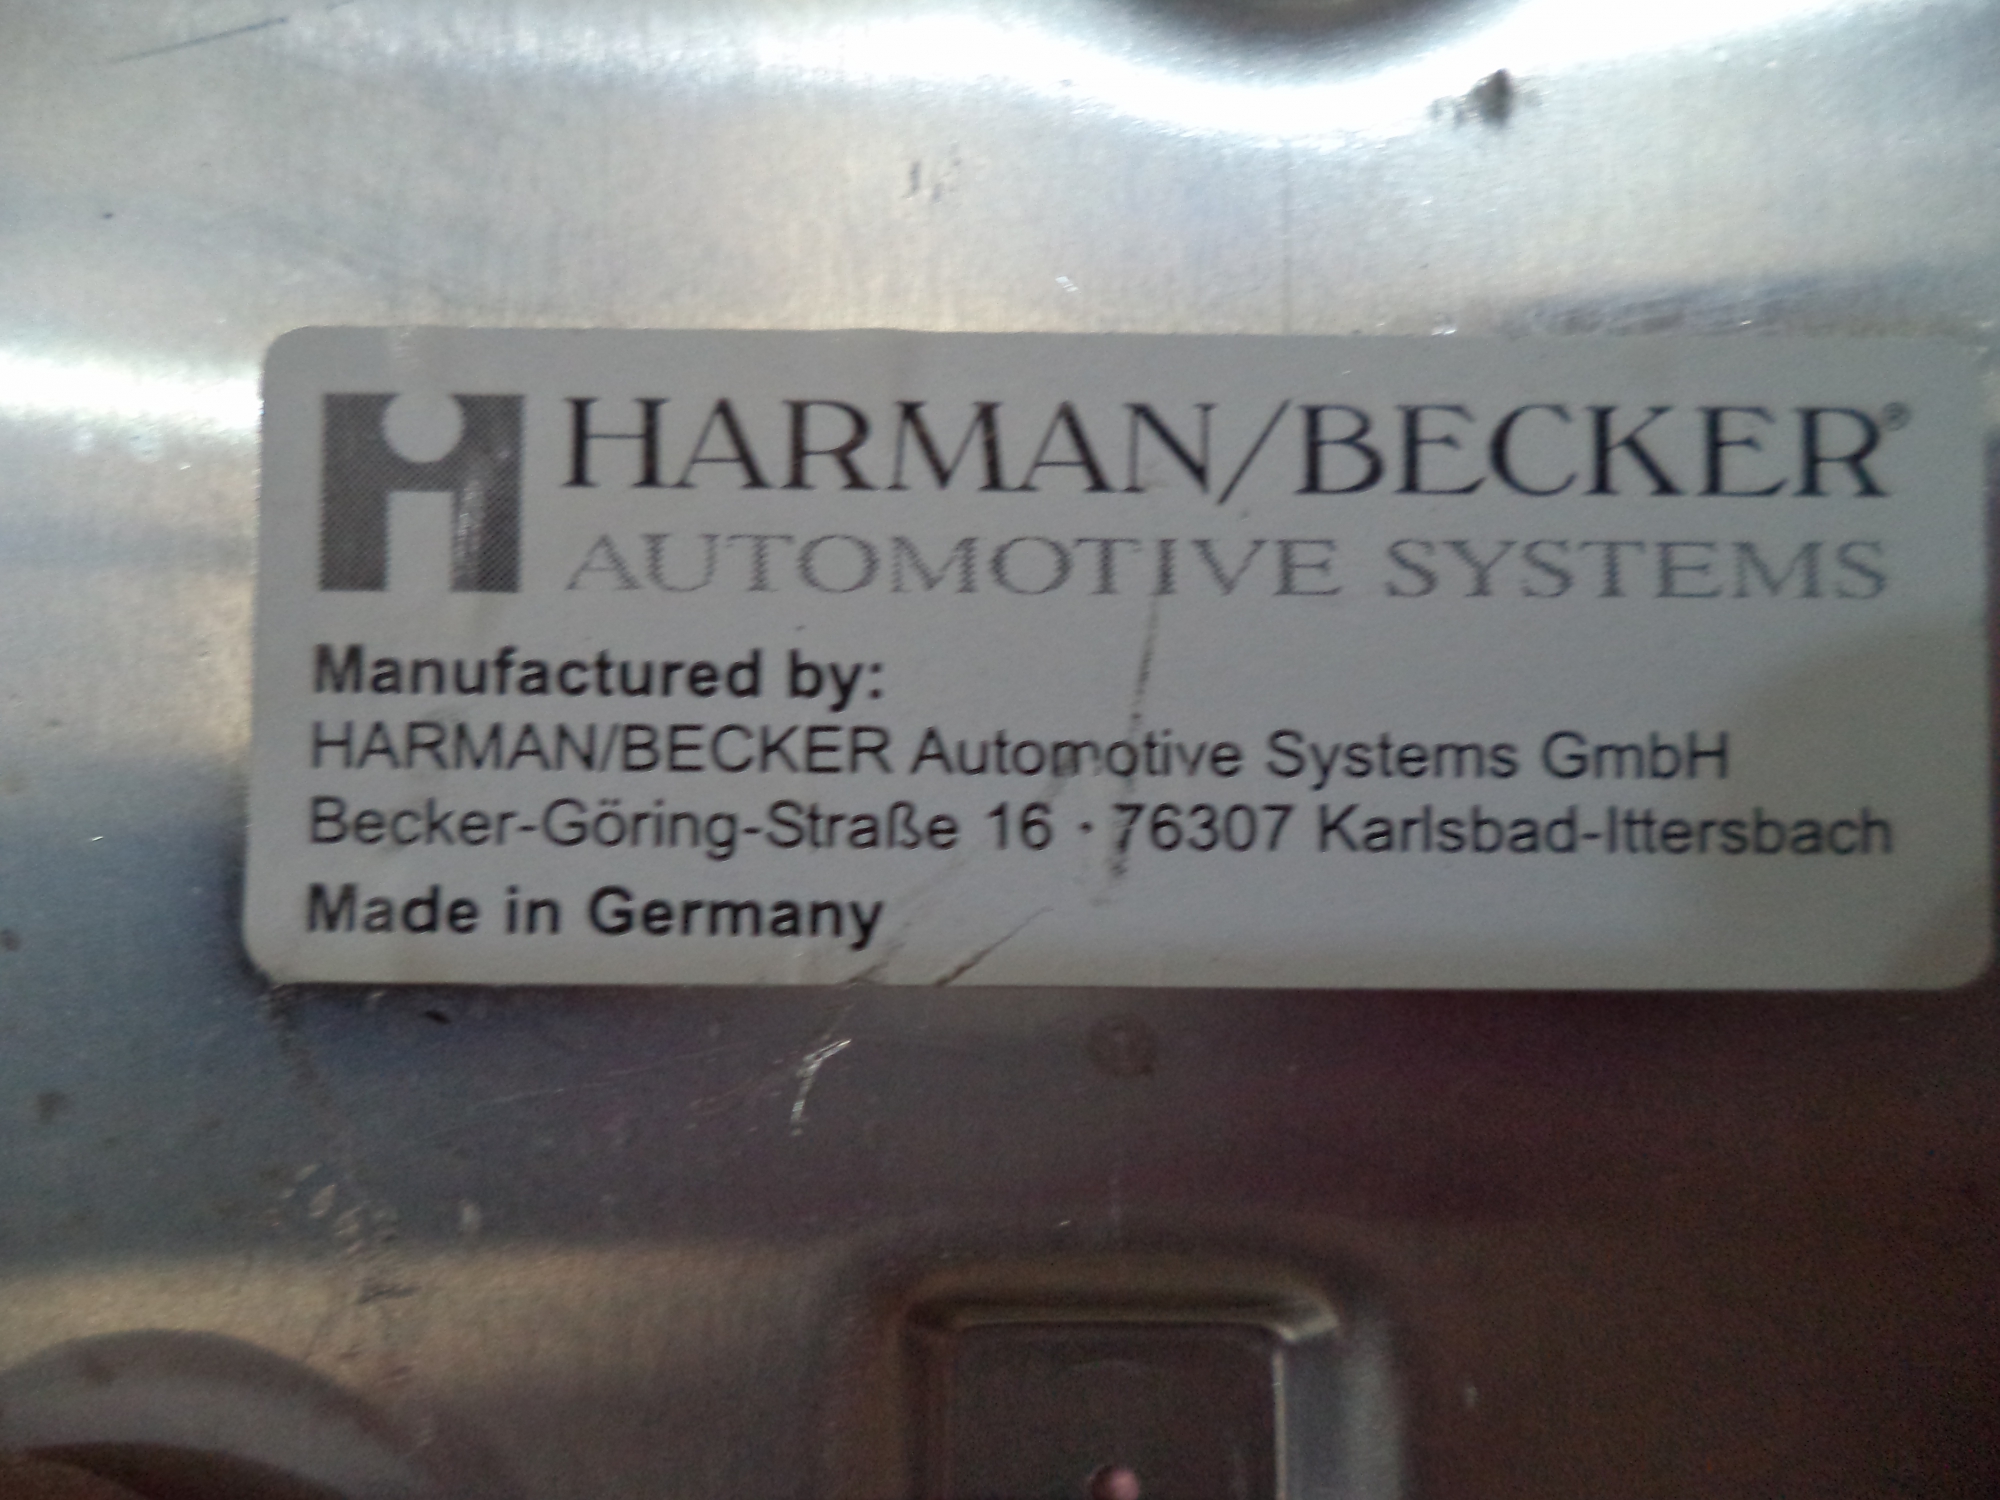 HARMAN/BECKER®
AUTOMOTIVE SYSTEMS
Manufactured by:
HARMAN/BECKER Automotive Systems GmbH
Becker-Göring-Straße 16 · 76307 Karlsbad-Ittersbach
Made in Germany